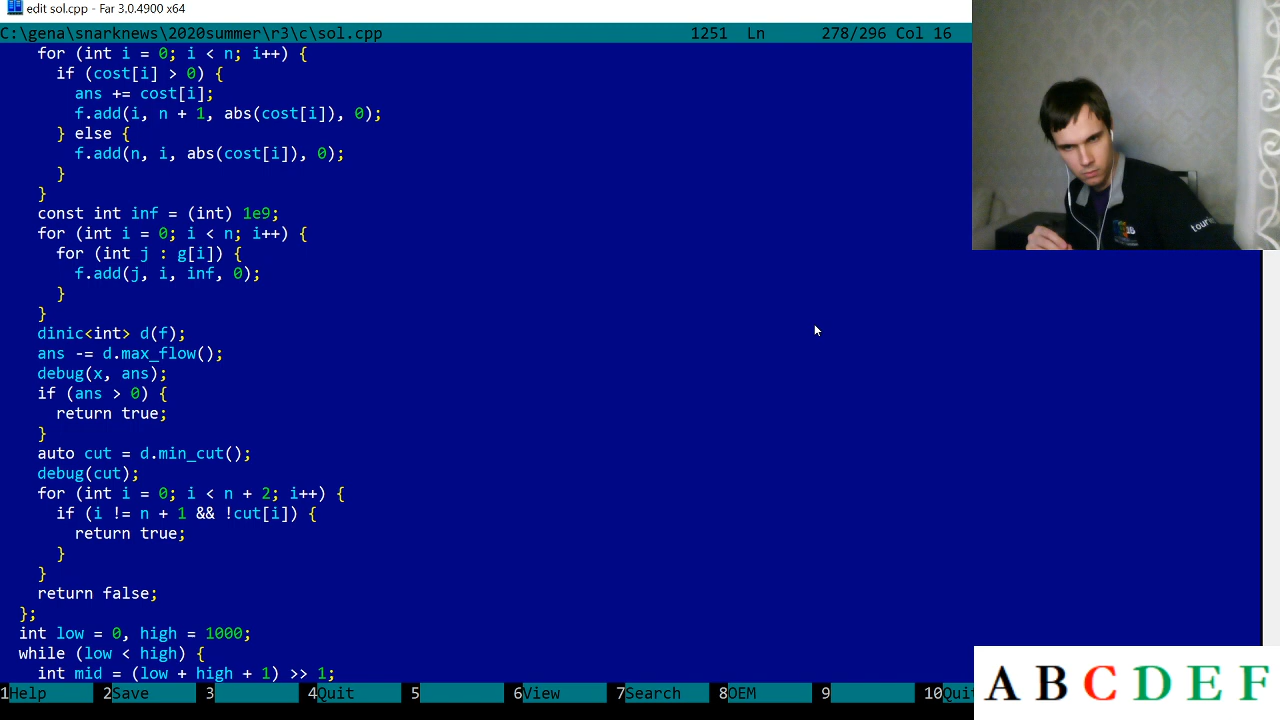 edit sol.cpp - Far 3.0.4900 x64
C:\gena\snarknews\2020summer\r3\c\sol.cpp 1251 Ln 278/296 Col 16
for (int i = 0; i < n; i++) {
if (cost[i] > 0) {
ans += cost[i];
f.add(i, n + 1, abs(cost[i]), 0);
} else {
f.add(n, i, abs(cost[i]), 0);
}
}
const int inf = (int) 1e9;
for (int i = 0; i < n; i++) {
for (int j : g[i]) {
f.add(j, i, inf, 0);
}
}
dinic<int> d(f);
ans -= d.max_flow();
debug(x, ans);
if (ans > 0) {
return true;
}
auto cut = d.min_cut();
debug(cut);
for (int i = 0; i < n + 2; i++) {
if (i != n + 1 && !cut[i]) {
return true;
}
}
return false;
};
int low = 0, high = 1000;
while (low < high) {
int mid = (low + high + 1) >> 1;
1Help 2Save 3 4Quit 5 6View 7Search 8OEM 9 10Qui
A B C D E F